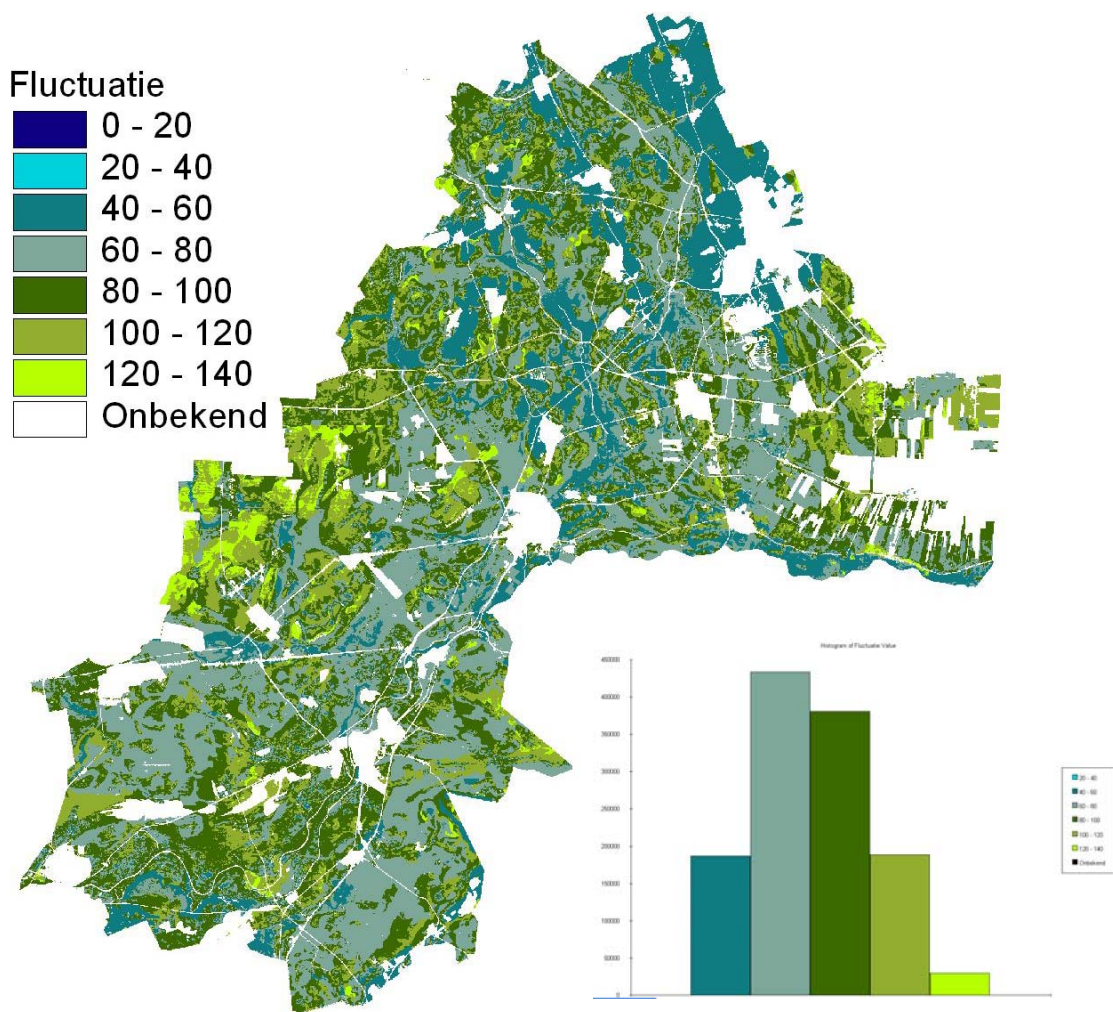 Fluctuatie
0 - 20
20 - 40
40 - 60
60 - 80
80 - 100
100 - 120
120 - 140
Onbekend
Histogram of Fluctuatie Value
450000
400000
350000
300000
250000
200000
150000
100000
50000
0
20 - 40
40 - 60
60 - 80
80 - 100
100 - 120
120 - 140
Onbekend